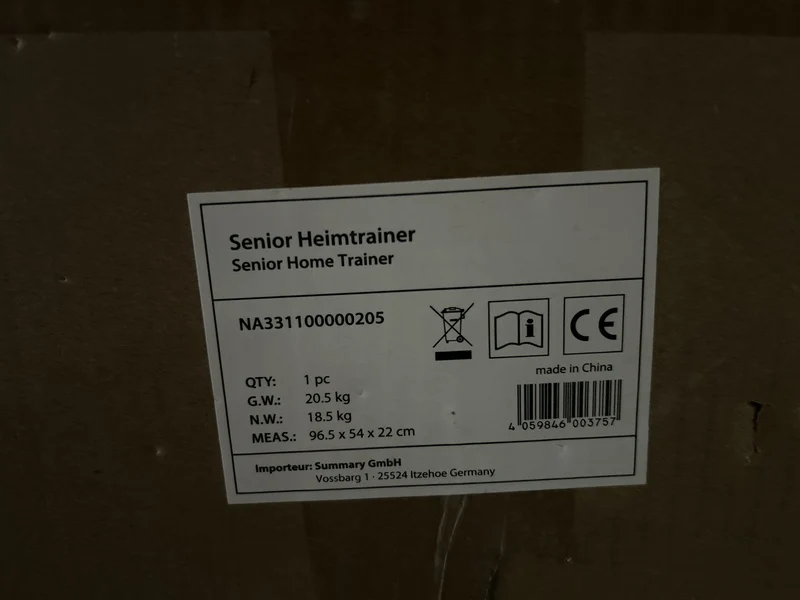 Senior Heimtrainer
Senior Home Trainer
NA331100000205
CE
made in China
QTY: 1 pc
G.W.: 20.5 kg
N.W.: 18.5 kg
MEAS.: 96.5 x 54 x 22 cm
4 059846 003757
Importeur: Summary GmbH
Vossbarg 1 · 25524 Itzehoe Germany